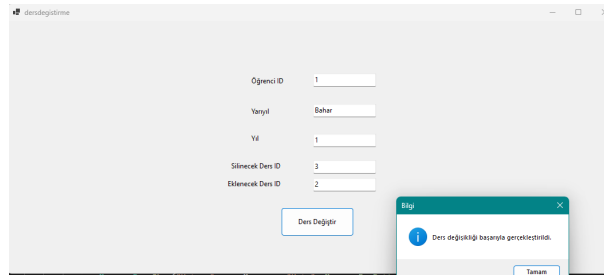 dersdegistirme
Öğrenci ID 1
Yarıyıl Bahar
Yıl 1
Silinecek Ders ID 3
Eklenecek Ders ID 2
Ders Değiştir
Bilgi
Ders değişikliği başarıyla gerçekleştirildi.
Tamam